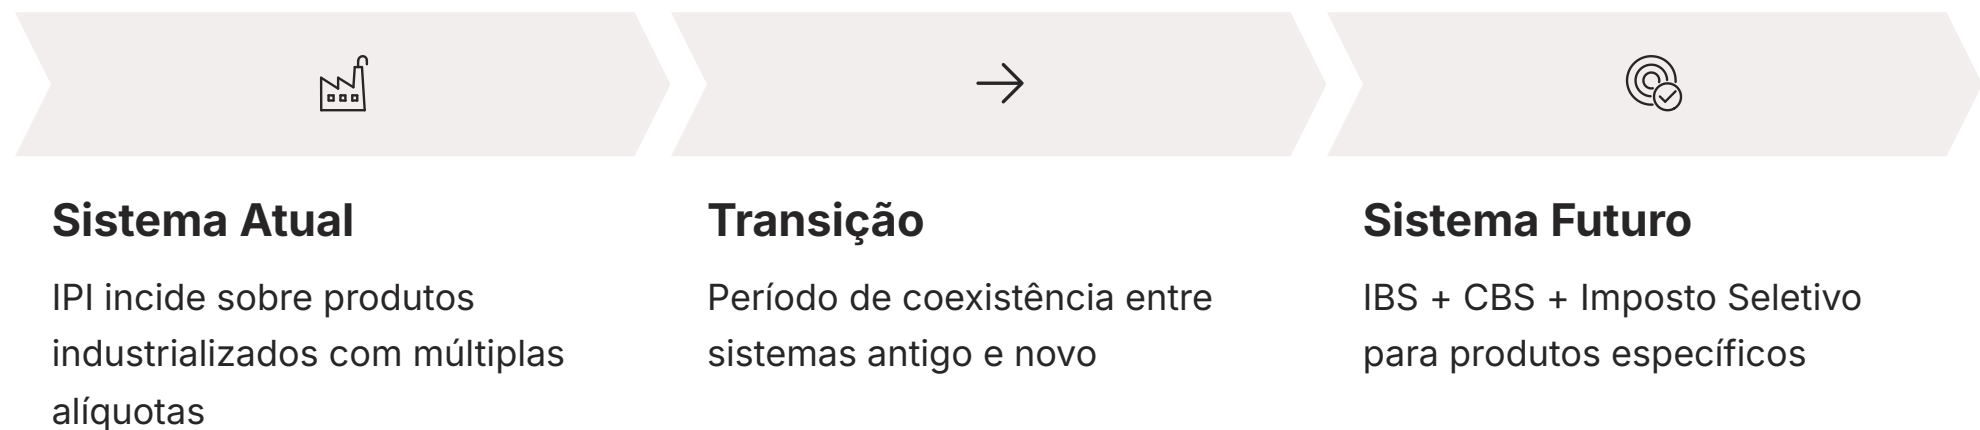 Sistema Atual
IPI incide sobre produtos
industrializados com múltiplas
alíquotas
Transição
Período de coexistência entre
sistemas antigo e novo
Sistema Futuro
IBS + CBS + Imposto Seletivo
para produtos específicos